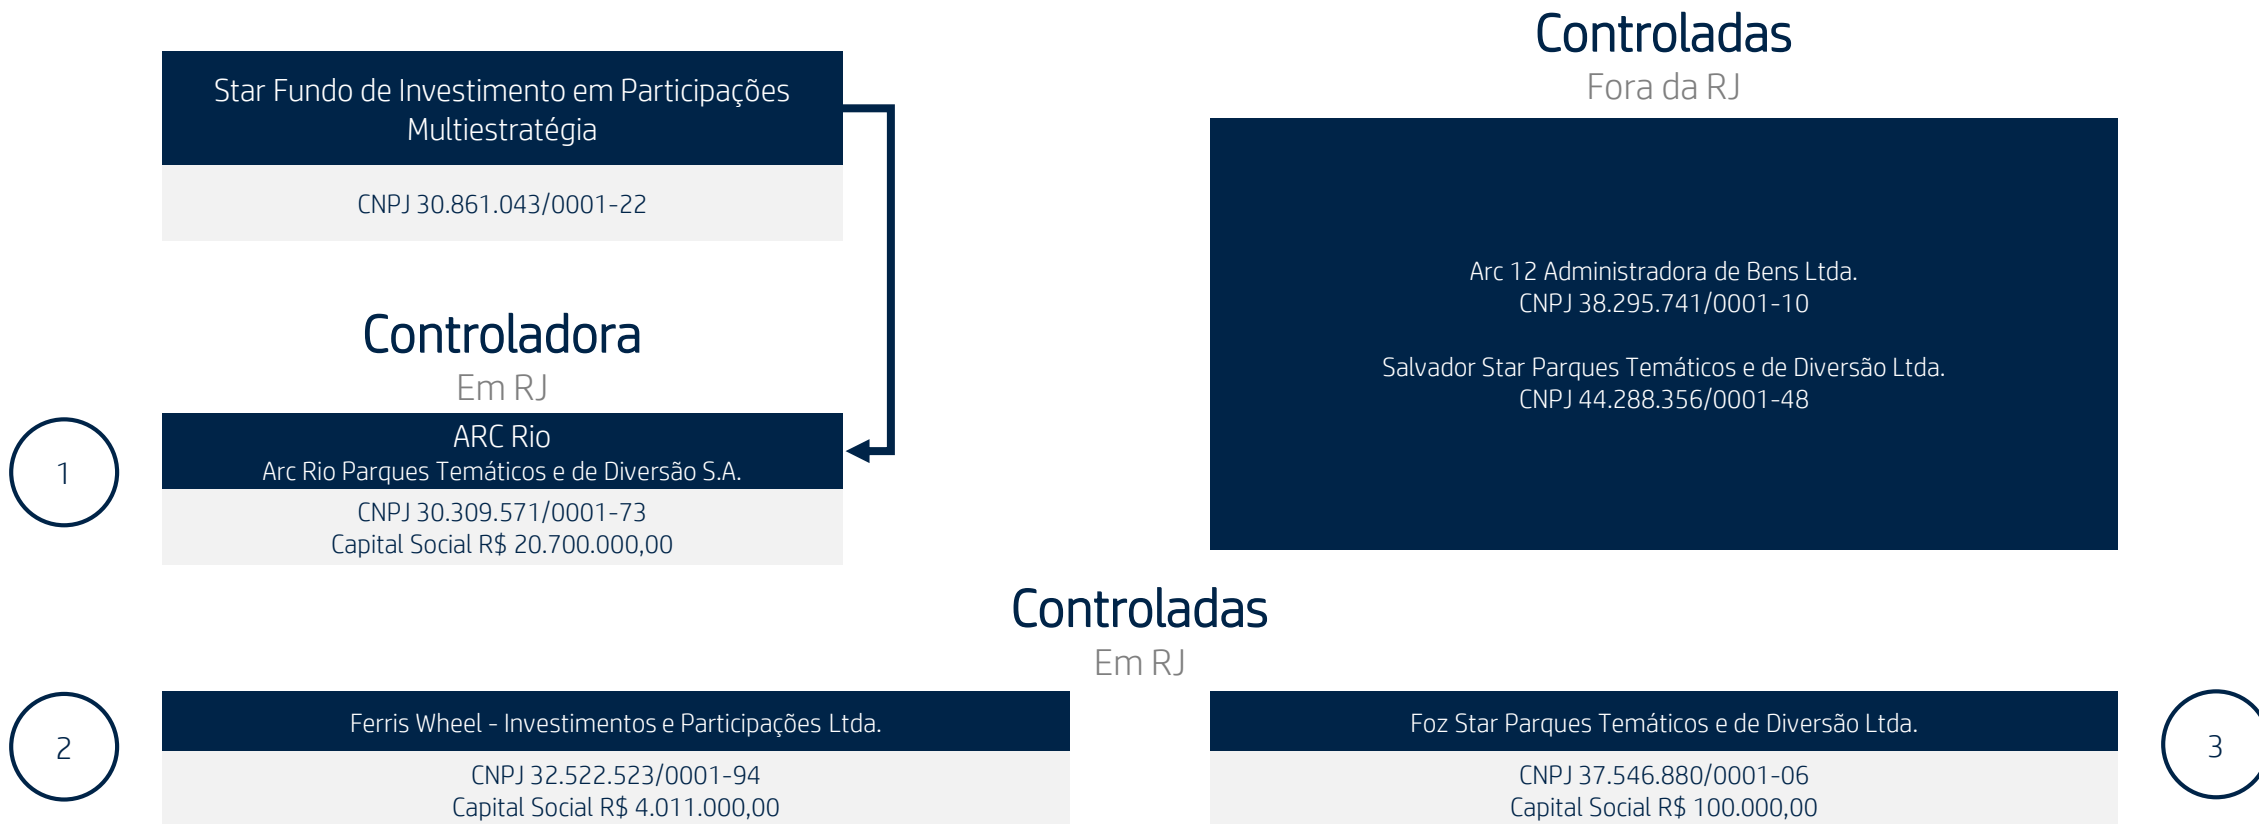 Star Fundo de Investimento em Participações
Multiestratégia
CNPJ 30.861.043/0001-22
Controladora
Em RJ
1
ARC Rio
Arc Rio Parques Temáticos e de Diversão S.A.
CNPJ 30.309.571/0001-73
Capital Social R$ 20.700.000,00
Controladas
Fora da RJ
Arc 12 Administradora de Bens Ltda.
CNPJ 38.295.741/0001-10
Salvador Star Parques Temáticos e de Diversão Ltda.
CNPJ 44.288.356/0001-48
Controladas
Em RJ
2
Ferris Wheel - Investimentos e Participações Ltda.
CNPJ 32.522.523/0001-94
Capital Social R$ 4.011.000,00
Foz Star Parques Temáticos e de Diversão Ltda.
CNPJ 37.546.880/0001-06
Capital Social R$ 100.000,00
3